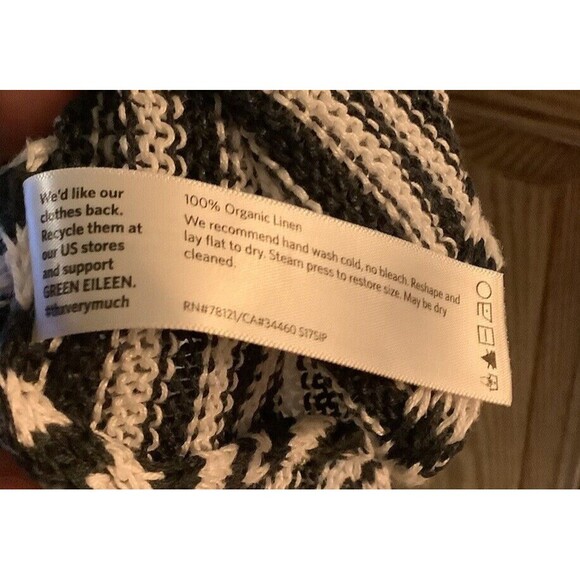 We'd like our
clothes back.
Recycle them at
our US stores
and support
GREEN EILEEN.
100% Organic Linen
We recommend hand wash cold, no bleach. Reshape and
lay flat to dry. Steam press to restore size. May be dry
cleaned.
RN#78121/CA#34460 S17SIP